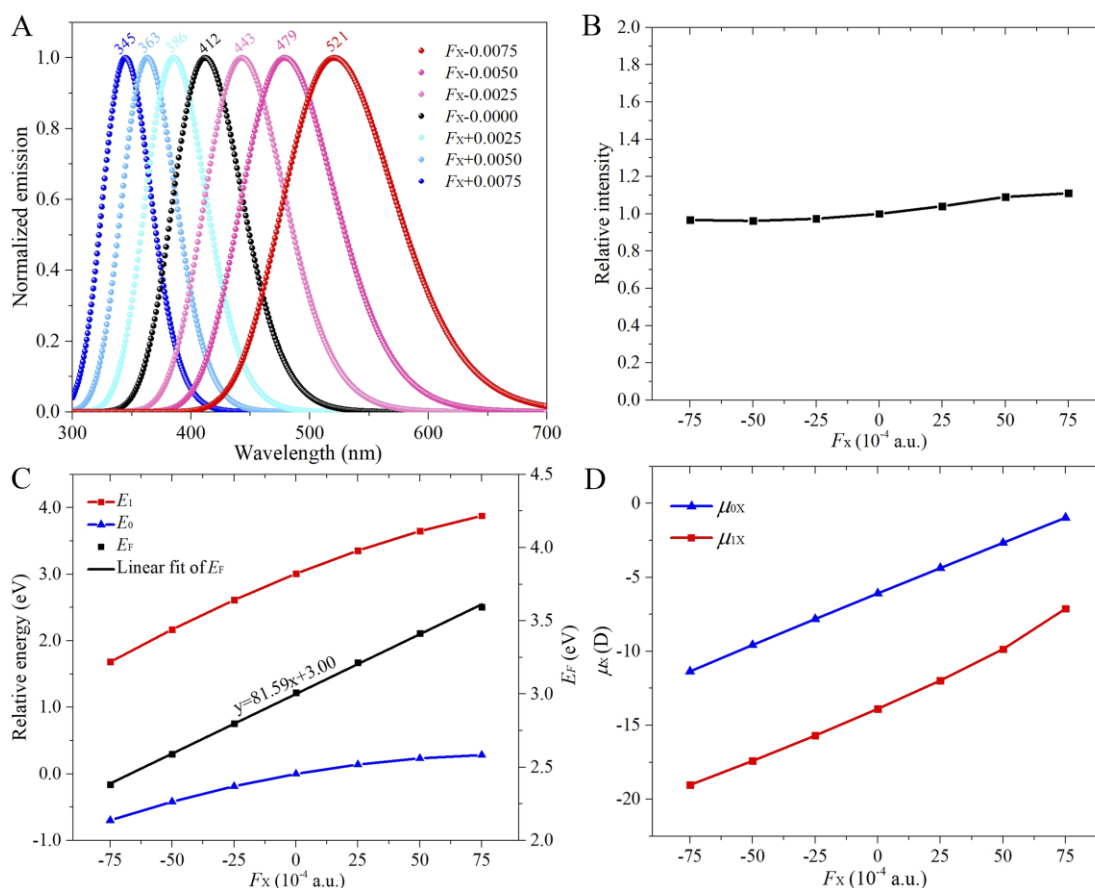 A
345 363 386 412 443 479 521
FX-0.0075
FX-0.0050
FX-0.0025
FX-0.0000
FX+0.0025
FX+0.0050
FX+0.0075
Normalized emission
1.0
0.8
0.6
0.4
0.2
0.0
300 400 500 600 700
Wavelength (nm)
B
Relative intensity
2.0
1.8
1.6
1.4
1.2
1.0
0.8
0.6
0.4
0.2
0.0
-75 -50 -25 0 25 50 75
FX (10⁻⁴ a.u.)
C
E1
E0
EF
Linear fit of EF
y=81.59x+3.00
Relative energy (eV)
4.0
3.0
2.0
1.0
0.0
-1.0
4.5
4.0
3.5
3.0
2.5
2.0
EF (eV)
-75 -50 -25 0 25 50 75
FX (10⁻⁴ a.u.)
D
μ0X
μ1X
μX (D)
0
-5
-10
-15
-20
-75 -50 -25 0 25 50 75
FX (10⁻⁴ a.u.)